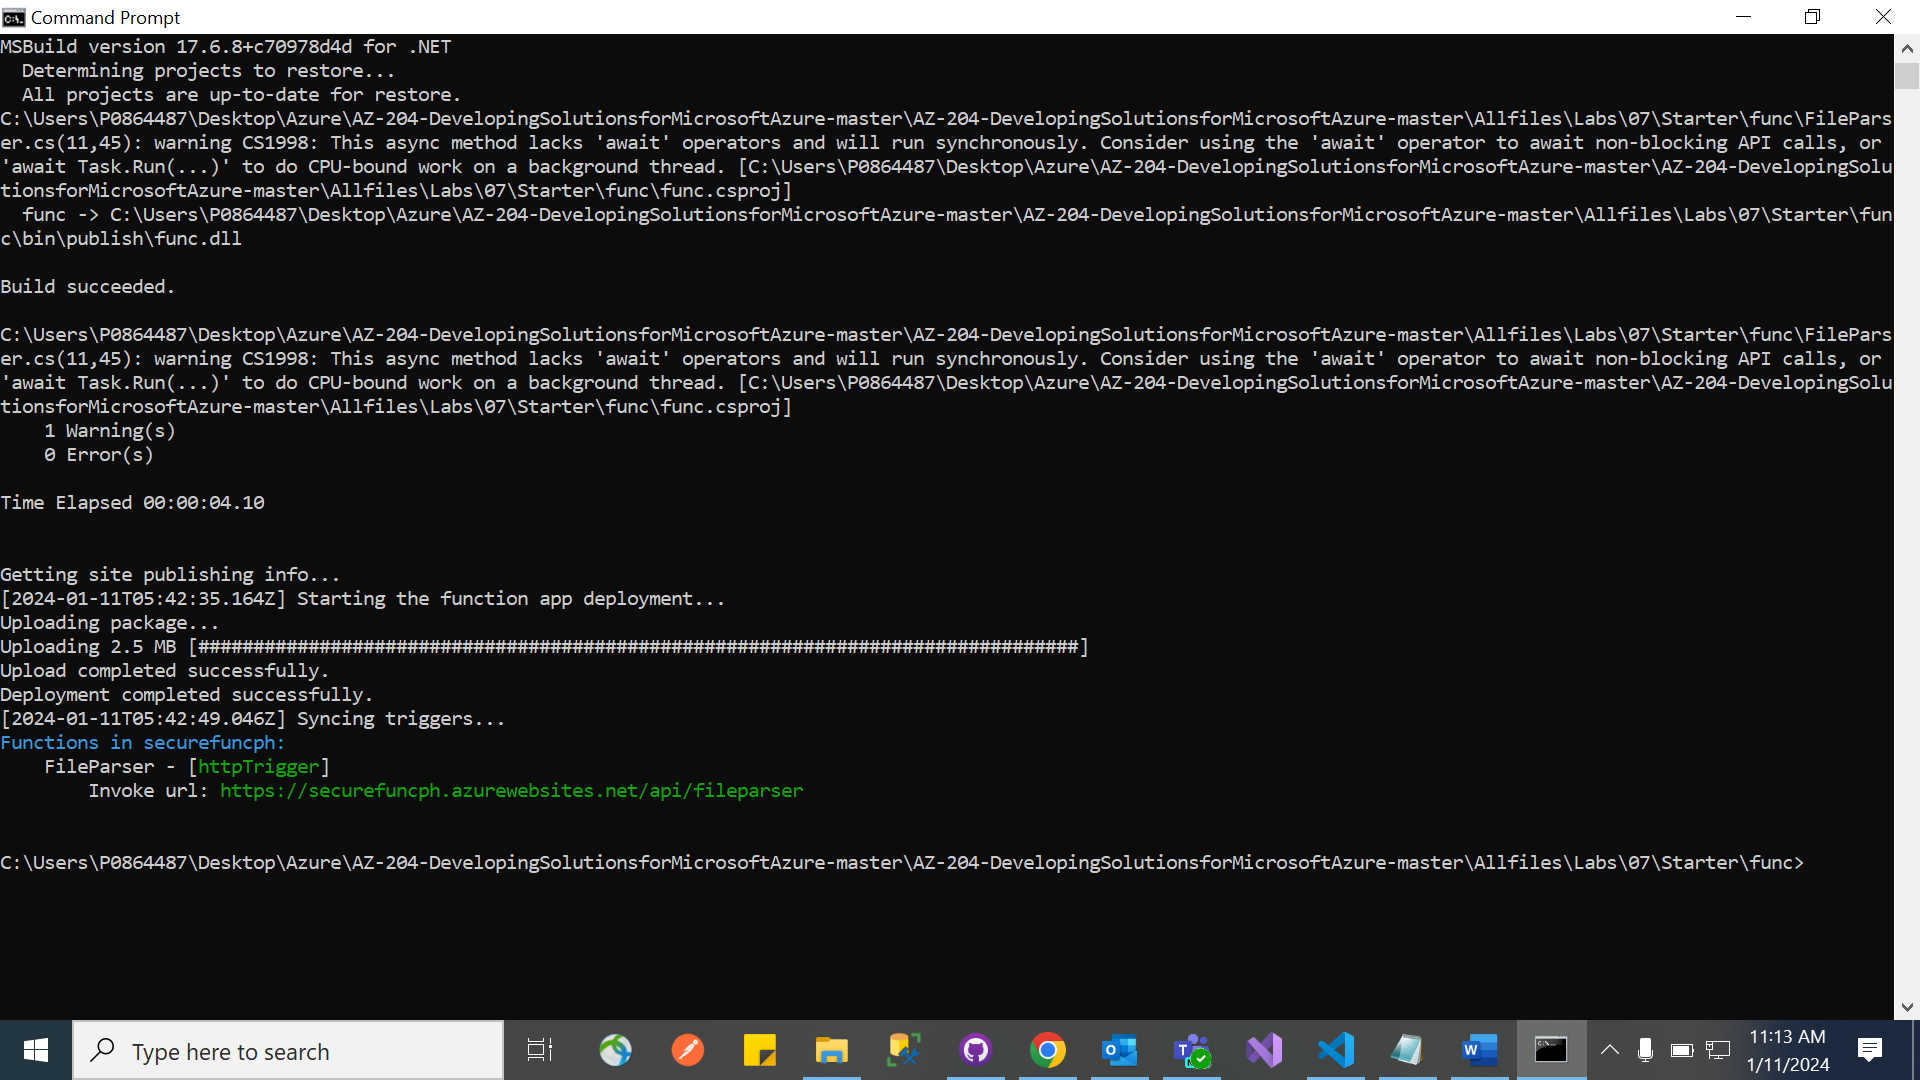 Command Prompt
MSBuild version 17.6.8+c70978d4d for .NET
  Determining projects to restore...
  All projects are up-to-date for restore.
C:\Users\P0864487\Desktop\Azure\AZ-204-DevelopingSolutionsforMicrosoftAzure-master\AZ-204-DevelopingSolutionsforMicrosoftAzure-master\Allfiles\Labs\07\Starter\func\FilePars
er.cs(11,45): warning CS1998: This async method lacks 'await' operators and will run synchronously. Consider using the 'await' operator to await non-blocking API calls, or
'await Task.Run(...)' to do CPU-bound work on a background thread. [C:\Users\P0864487\Desktop\Azure\AZ-204-DevelopingSolutionsforMicrosoftAzure-master\AZ-204-DevelopingSolu
tionsforMicrosoftAzure-master\Allfiles\Labs\07\Starter\func\func.csproj]
  func -> C:\Users\P0864487\Desktop\Azure\AZ-204-DevelopingSolutionsforMicrosoftAzure-master\AZ-204-DevelopingSolutionsforMicrosoftAzure-master\Allfiles\Labs\07\Starter\fun
c\bin\publish\func.dll
Build succeeded.
C:\Users\P0864487\Desktop\Azure\AZ-204-DevelopingSolutionsforMicrosoftAzure-master\AZ-204-DevelopingSolutionsforMicrosoftAzure-master\Allfiles\Labs\07\Starter\func\FilePars
er.cs(11,45): warning CS1998: This async method lacks 'await' operators and will run synchronously. Consider using the 'await' operator to await non-blocking API calls, or
'await Task.Run(...)' to do CPU-bound work on a background thread. [C:\Users\P0864487\Desktop\Azure\AZ-204-DevelopingSolutionsforMicrosoftAzure-master\AZ-204-DevelopingSolu
tionsforMicrosoftAzure-master\Allfiles\Labs\07\Starter\func\func.csproj]
    1 Warning(s)
    0 Error(s)
Time Elapsed 00:00:04.10
Getting site publishing info...
[2024-01-11T05:42:35.164Z] Starting the function app deployment...
Uploading package...
Uploading 2.5 MB [################################################################################]
Upload completed successfully.
Deployment completed successfully.
[2024-01-11T05:42:49.046Z] Syncing triggers...
Functions in securefuncph:
    FileParser - [httpTrigger]
        Invoke url: https://securefuncph.azurewebsites.net/api/fileparser
C:\Users\P0864487\Desktop\Azure\AZ-204-DevelopingSolutionsforMicrosoftAzure-master\AZ-204-DevelopingSolutionsforMicrosoftAzure-master\Allfiles\Labs\07\Starter\func>
Type here to search
11:13 AM
1/11/2024